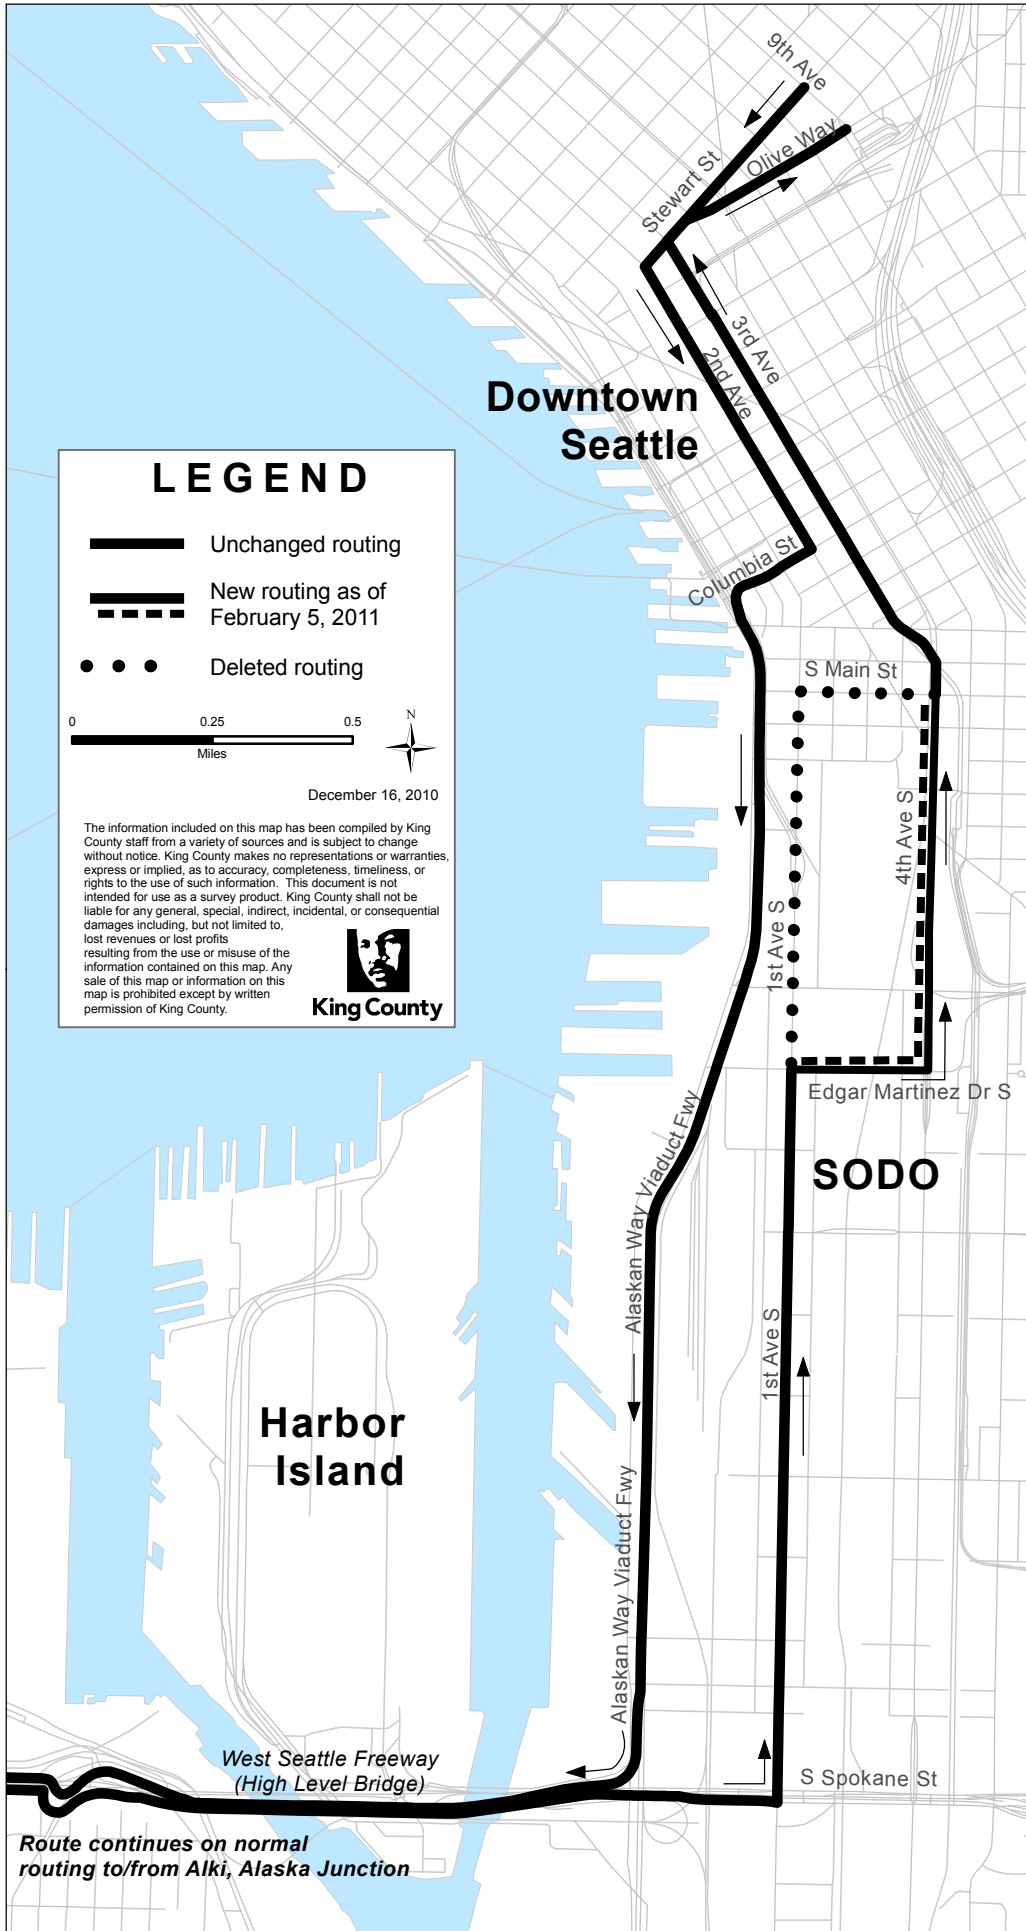 9th Ave
Olive Way
Stewart St
3rd Ave
2nd Ave
Downtown
Seattle
Columbia St
LEGEND
Unchanged routing
New routing as of
February 5, 2011
Deleted routing
0 0.25 0.5
Miles
N
December 16, 2010
The information included on this map has been compiled by King
County staff from a variety of sources and is subject to change
without notice. King County makes no representations or warranties,
express or implied, as to accuracy, completeness, timeliness, or
rights to the use of such information. This document is not
intended for use as a survey product. King County shall not be
liable for any general, special, indirect, incidental, or consequential
damages including, but not limited to,
lost revenues or lost profits
resulting from the use or misuse of the
information contained on this map. Any
sale of this map or information on this
map is prohibited except by written
permission of King County.
King County
S Main St
4th Ave S
1st Ave S
Edgar Martinez Dr S
SODO
Alaskan Way Viaduct Fwy
1st Ave S
Harbor
Island
Alaskan Way Viaduct Fwy
West Seattle Freeway
(High Level Bridge)
S Spokane St
Route continues on normal
routing to/from Alki, Alaska Junction